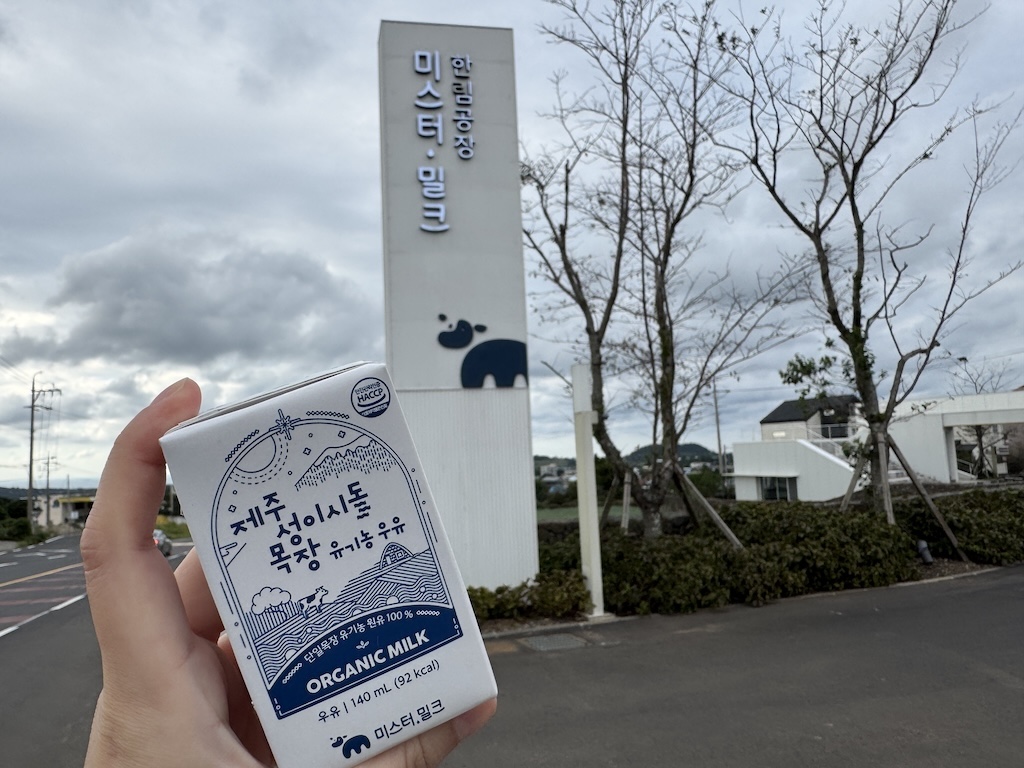 한림공장
미스터·밀크
HACCP
제주
성이시돌
목장 유기농 우유
단일목장 유기농 원유 100 %
ORGANIC MILK
우유 | 140 mL (92 kcal)
미스터.밀크